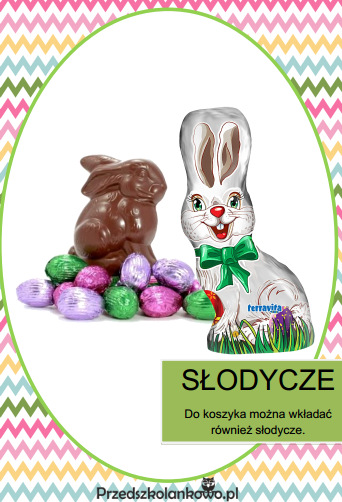 terravita
SŁODYCZE
Do koszyka można wkładać
również słodycze.
Przedszkolankowo.pl